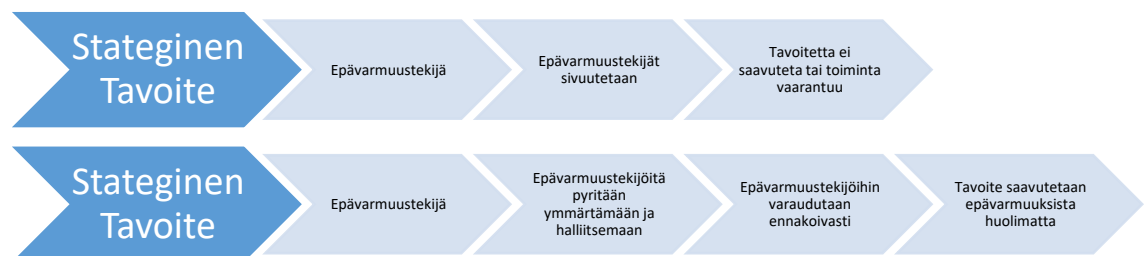 Stateginen
Tavoite
Epävarmuustekijä
Epävarmuustekijät
sivuutetaan
Tavoitetta ei
saavuteta tai toiminta
vaarantuu
Stateginen
Tavoite
Epävarmuustekijä
Epävarmuustekijöitä
pyritään
ymmärtämään ja
halliitsemaan
Epävarmuustekijöihin
varaudutaan
ennakoivasti
Tavoite saavutetaan
epävarmuuksista
huolimatta